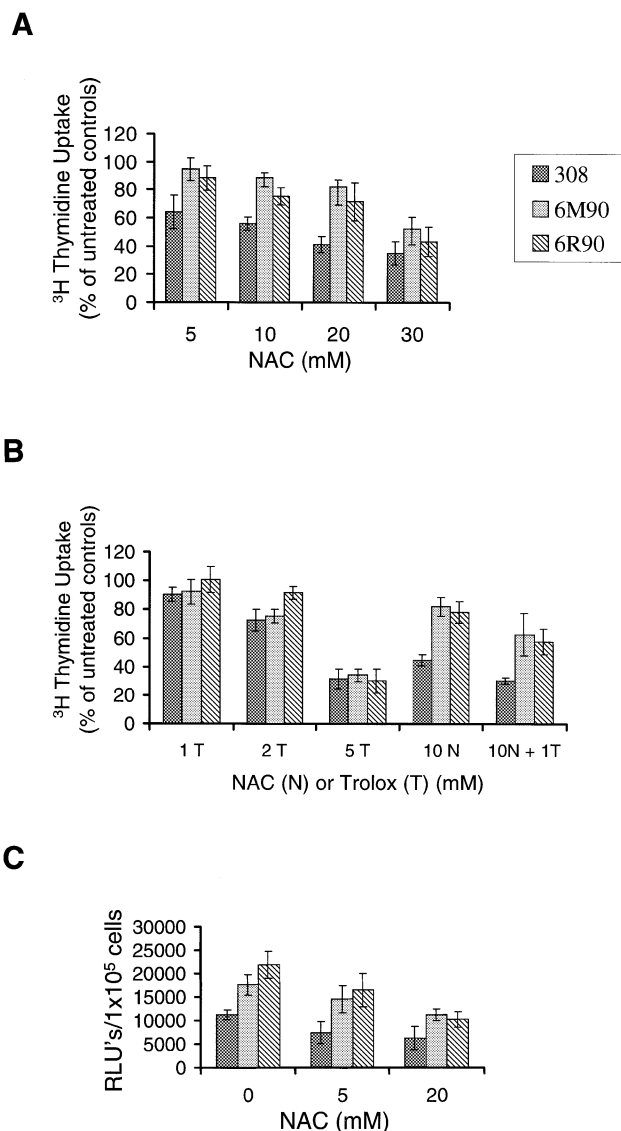 A
³H Thymidine Uptake
(% of untreated controls)
120
100
80
60
40
20
0
5 10 20 30
NAC (mM)
308
6M90
6R90
B
³H Thymidine Uptake
(% of untreated controls)
120
100
80
60
40
20
0
1 T 2 T 5 T 10 N 10N + 1T
NAC (N) or Trolox (T) (mM)
C
RLU's/1x10⁵ cells
30000
25000
20000
15000
10000
5000
0
0 5 20
NAC (mM)